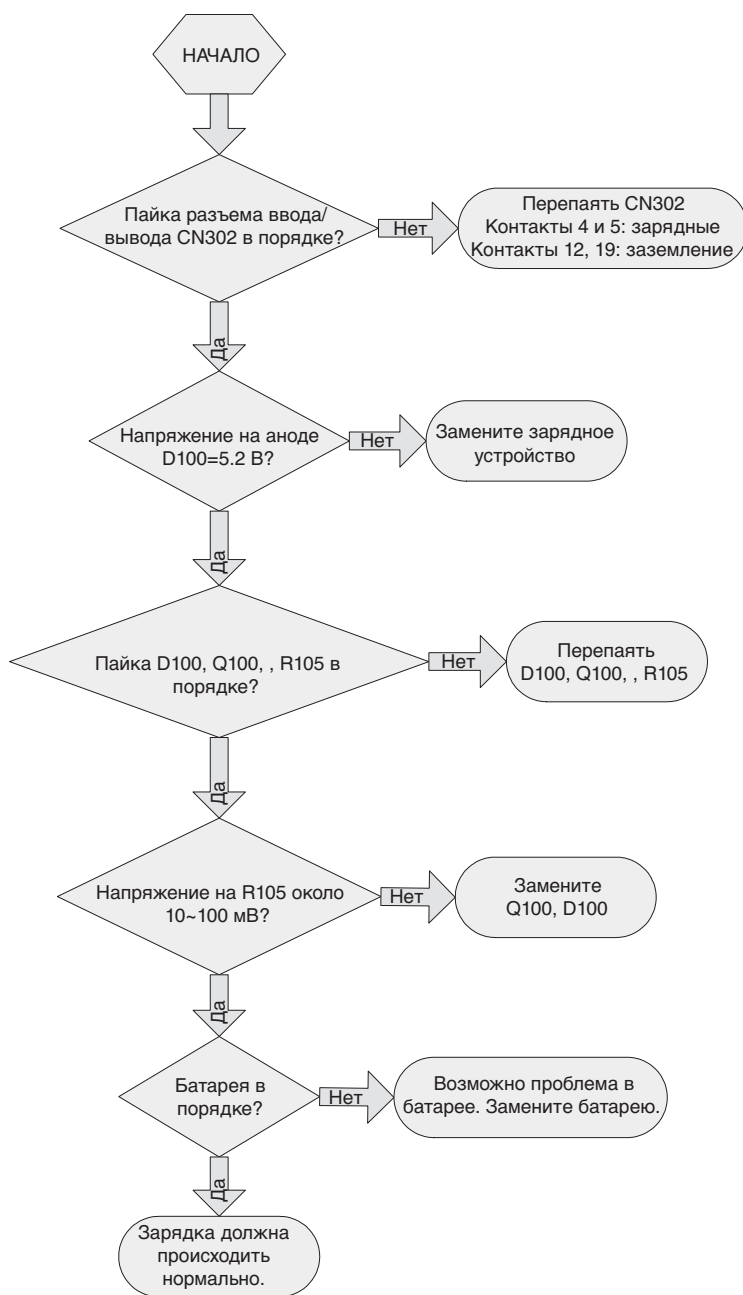 НАЧАЛО
Пайка разъема ввода/
вывода CN302 в порядке?
Нет
Перепаять CN302
Контакты 4 и 5: зарядные
Контакты 12, 19: заземление
Да
Напряжение на аноде
D100=5.2 В?
Нет
Замените зарядное
устройство
Да
Пайка D100, Q100, , R105 в
порядке?
Нет
Перепаять
D100, Q100, , R105
Да
Напряжение на R105 около
10~100 мВ?
Нет
Замените
Q100, D100
Да
Батарея в
порядке?
Нет
Возможно проблема в
батарее. Замените батарею.
Да
Зарядка должна
происходить
нормально.